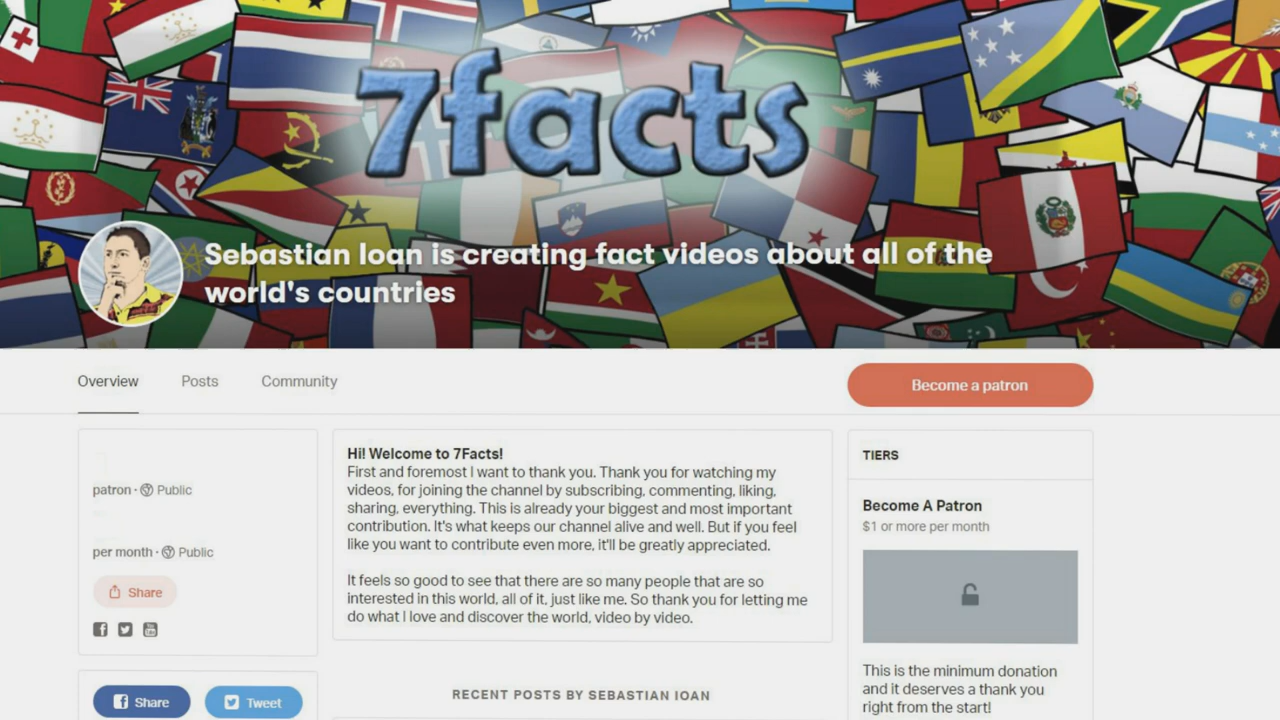 7facts
Sebastian Ioan is creating fact videos about all of the
world's countries
Overview
Posts
Community
Become a patron
patron · Public
per month · Public
Share
Share
Tweet
Hi! Welcome to 7Facts!
First and foremost I want to thank you. Thank you for watching my
videos, for joining the channel by subscribing, commenting, liking,
sharing, everything. This is already your biggest and most important
contribution. It's what keeps our channel alive and well. But if you feel
like you want to contribute even more, it'll be greatly appreciated.
It feels so good to see that there are so many people that are so
interested in this world, all of it, just like me. So thank you for letting me
do what I love and discover the world, video by video.
RECENT POSTS BY SEBASTIAN IOAN
TIERS
Become A Patron
$1 or more per month
This is the minimum donation
and it deserves a thank you
right from the start!